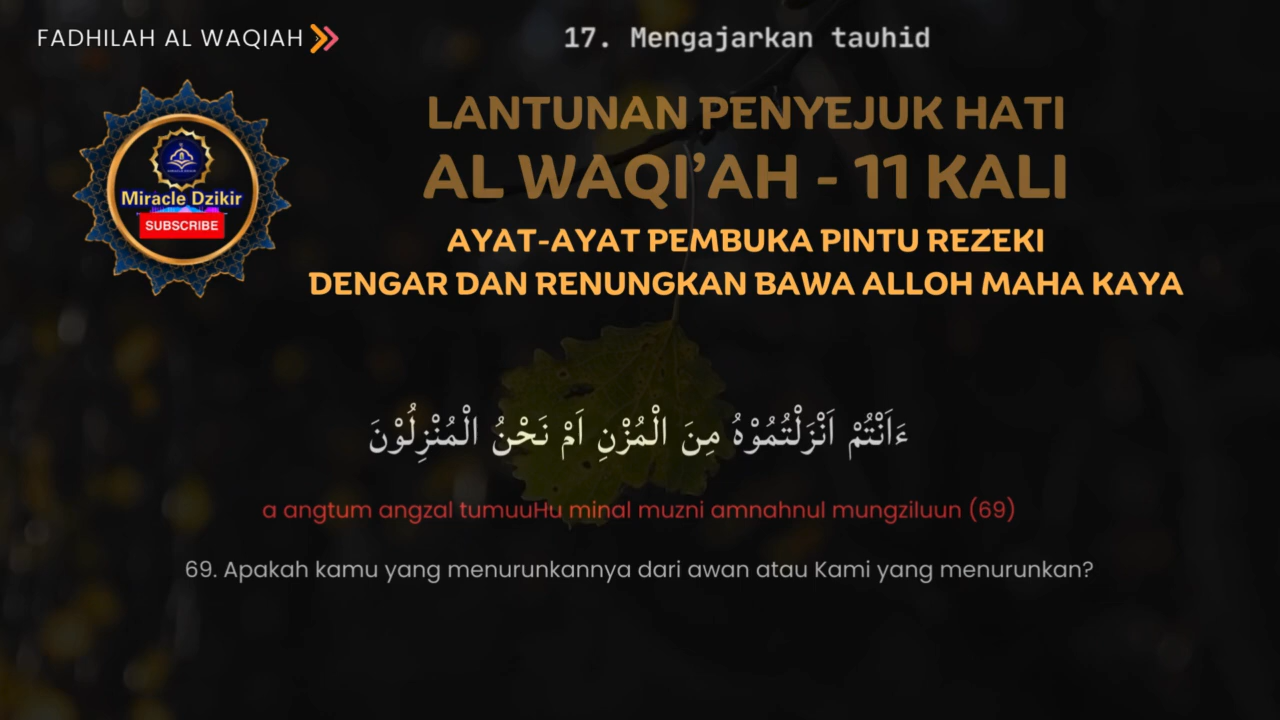 FADHILAH AL WAQIAH
17. Mengajarkan tauhid
LANTUNAN PENYEJUK HATI
AL WAQI'AH - 11 KALI
AYAT-AYAT PEMBUKA PINTU REZEKI
DENGAR DAN RENUNGKAN BAWA ALLOH MAHA KAYA
Miracle Dzikir
SUBSCRIBE
ءَاَنْتُمْ اَنْزَلْتُمُوْهُ مِنَ الْمُزْنِ اَمْ نَحْنُ الْمُنْزِلُوْنَ
a angtum angzal tumuuHu minal muzni amnahnul mungziluun (69)
69. Apakah kamu yang menurunkannya dari awan atau Kami yang menurunkan?